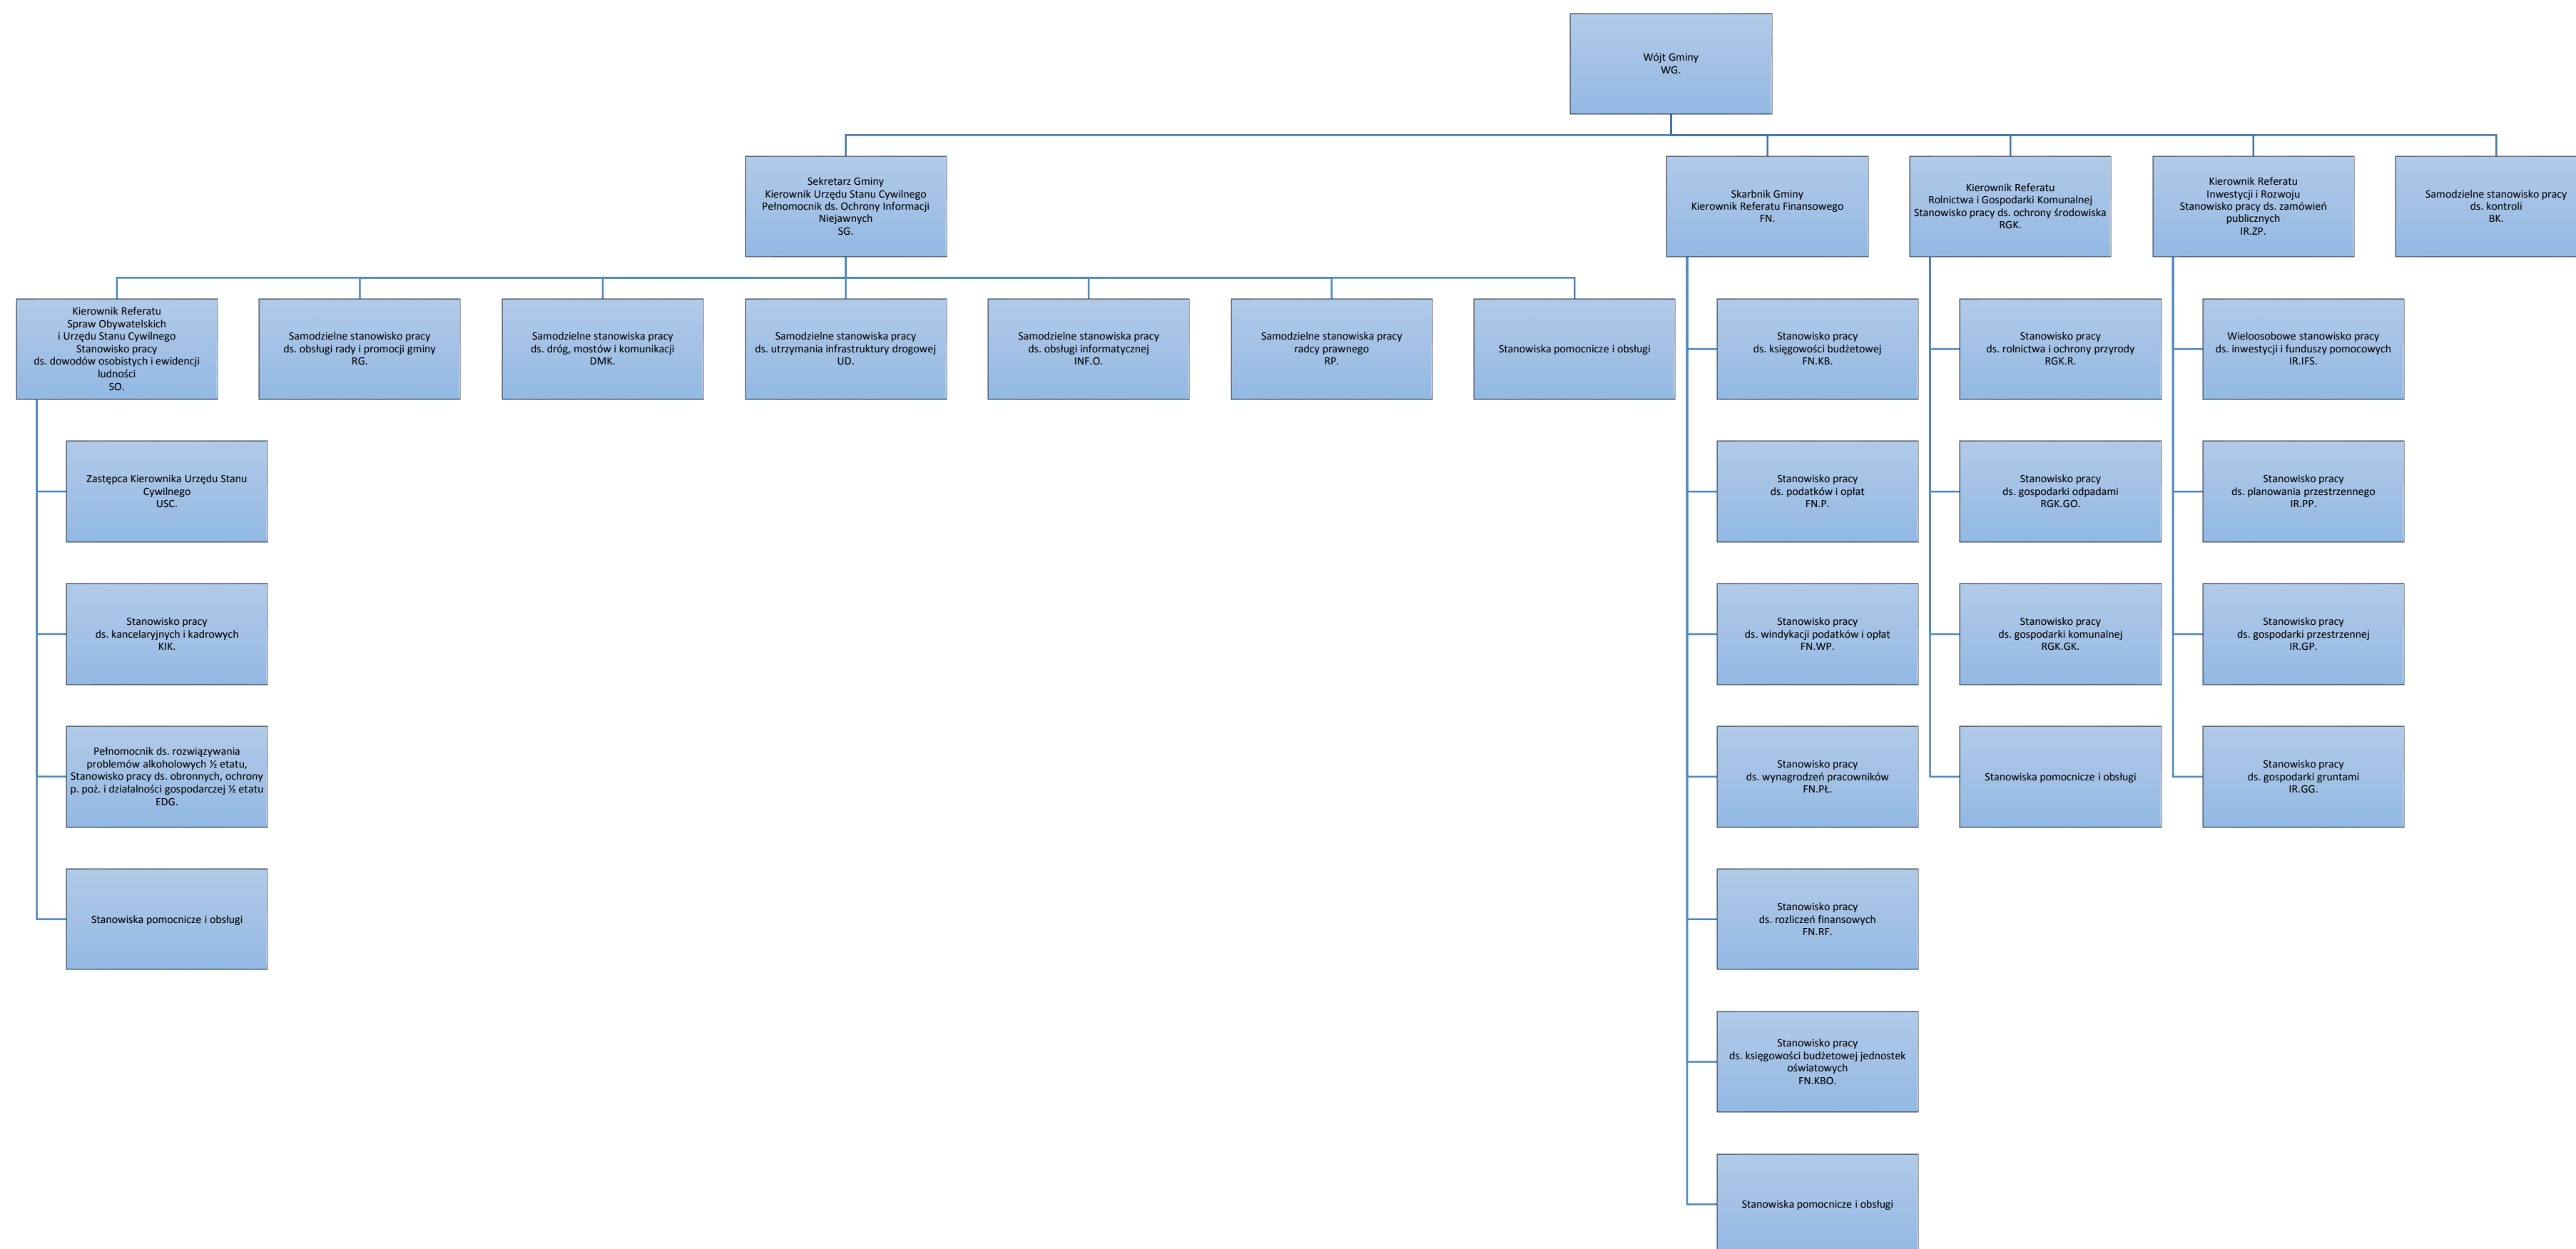 Wójt Gminy
WG.
Sekretarz Gminy
Kierownik Urzędu Stanu Cywilnego
Pełnomocnik ds. Ochrony Informacji
Niejawnych
SG.
Skarbnik Gminy
Kierownik Referatu Finansowego
FN.
Kierownik Referatu
Rolnictwa i Gospodarki Komunalnej
Stanowisko pracy ds. ochrony środowiska
RGK.
Kierownik Referatu
Inwestycji i Rozwoju
Stanowisko pracy ds. zamówień
publicznych
IR.ZP.
Samodzielne stanowisko pracy
ds. kontroli
BK.
Kierownik Referatu
Spraw Obywatelskich
i Urzędu Stanu Cywilnego
Stanowisko pracy
ds. dowodów osobistych i ewidencji
ludności
SO.
Samodzielne stanowisko pracy
ds. obsługi rady i promocji gminy
RG.
Samodzielne stanowiska pracy
ds. dróg, mostów i komunikacji
DMK.
Samodzielne stanowiska pracy
ds. utrzymania infrastruktury drogowej
UD.
Samodzielne stanowiska pracy
ds. obsługi informatycznej
INF.O.
Samodzielne stanowiska pracy
radcy prawnego
RP.
Stanowiska pomocnicze i obsługi
Stanowisko pracy
ds. księgowości budżetowej
FN.KB.
Stanowisko pracy
ds. rolnictwa i ochrony przyrody
RGK.R.
Wieloosobowe stanowisko pracy
ds. inwestycji i funduszy pomocowych
IR.IFS.
Zastępca Kierownika Urzędu Stanu
Cywilnego
USC.
Stanowisko pracy
ds. podatków i opłat
FN.P.
Stanowisko pracy
ds. gospodarki odpadami
RGK.GO.
Stanowisko pracy
ds. planowania przestrzennego
IR.PP.
Stanowisko pracy
ds. kancelaryjnych i kadrowych
KIK.
Stanowisko pracy
ds. windykacji podatków i opłat
FN.WP.
Stanowisko pracy
ds. gospodarki komunalnej
RGK.GK.
Stanowisko pracy
ds. gospodarki przestrzennej
IR.GP.
Pełnomocnik ds. rozwiązywania
problemów alkoholowych ½ etatu,
Stanowisko pracy ds. obronnych, ochrony
p. poż. i działalności gospodarczej ½ etatu
EDG.
Stanowisko pracy
ds. wynagrodzeń pracowników
FN.PŁ.
Stanowiska pomocnicze i obsługi
Stanowisko pracy
ds. gospodarki gruntami
IR.GG.
Stanowiska pomocnicze i obsługi
Stanowisko pracy
ds. rozliczeń finansowych
FN.RF.
Stanowisko pracy
ds. księgowości budżetowej jednostek
oświatowych
FN.KBO.
Stanowiska pomocnicze i obsługi